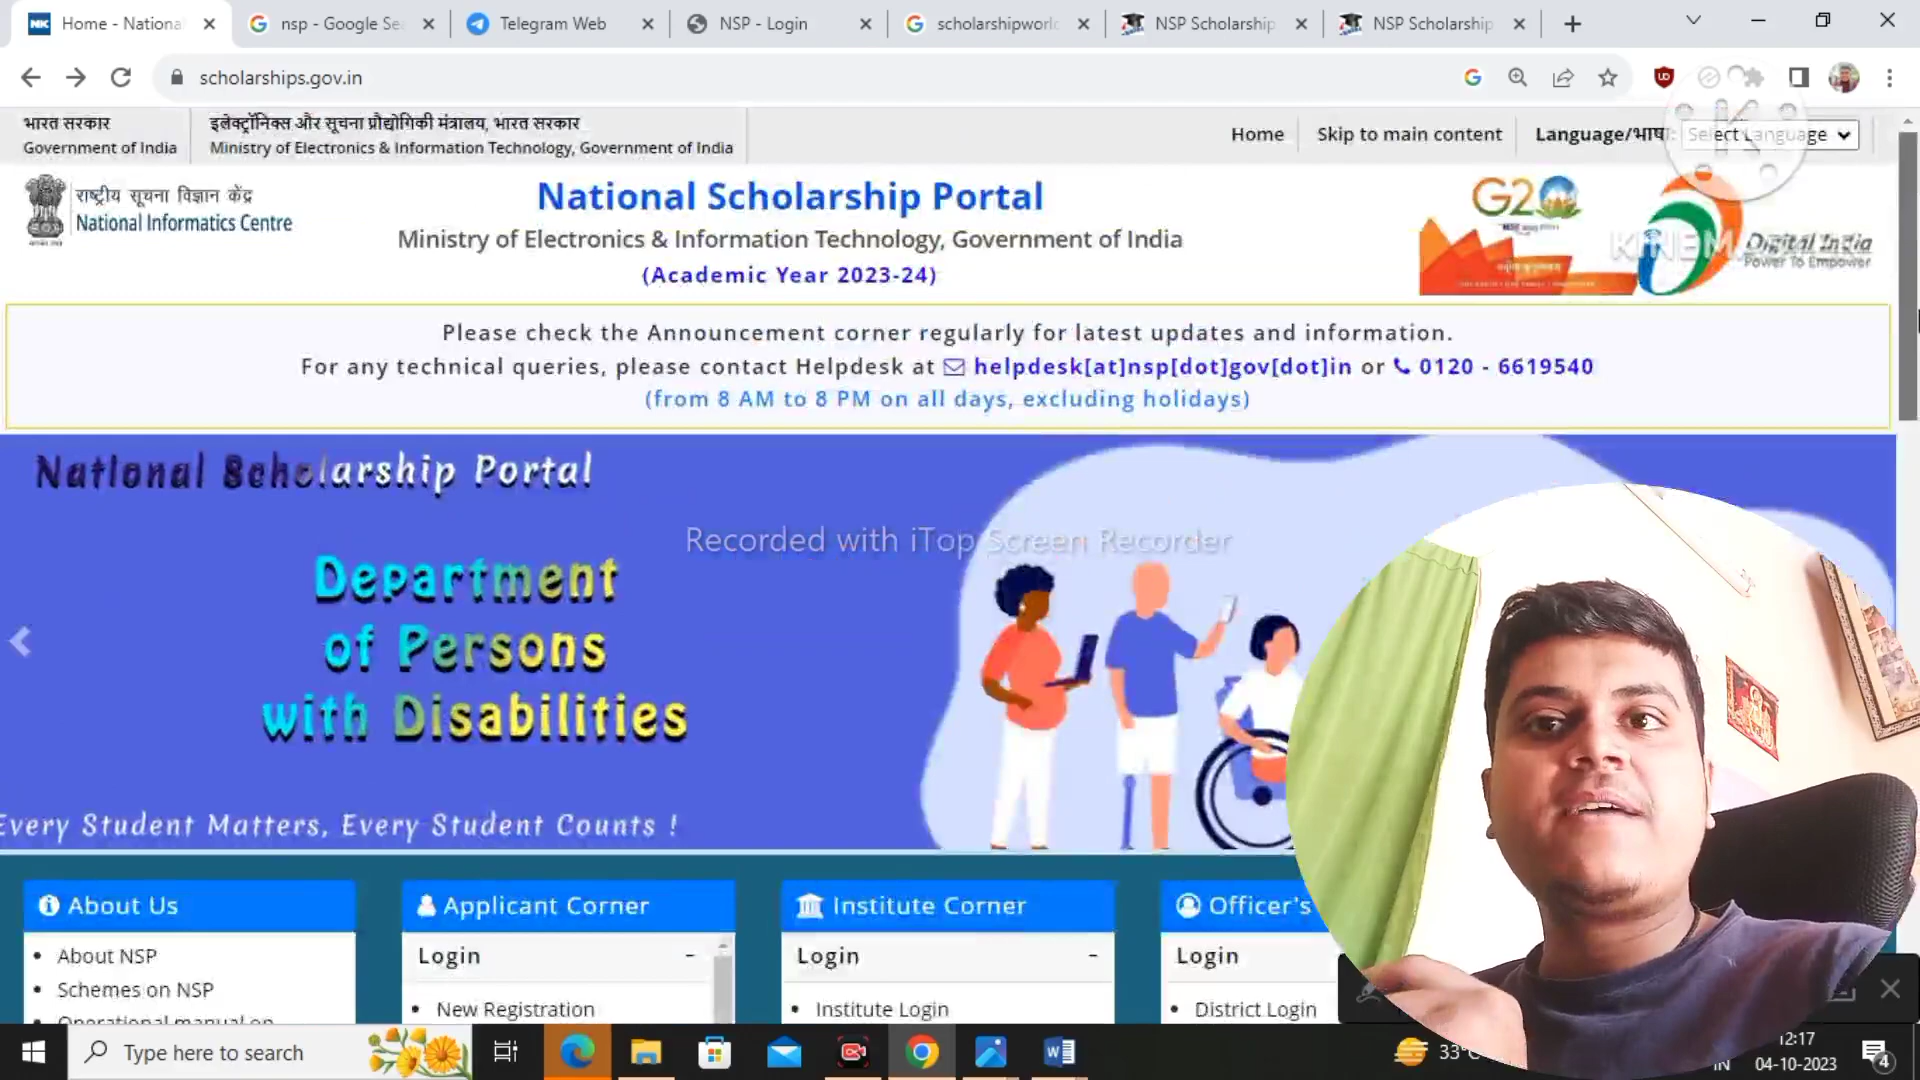 Home - Nationa
nsp - Google Se
Telegram Web
NSP - Login
scholarshipworl
NSP Scholarship
NSP Scholarship
scholarships.gov.in
भारत सरकार
Government of India
इलेक्ट्रॉनिक्स और सूचना प्रौद्योगिकी मंत्रालय, भारत सरकार
Ministry of Electronics & Information Technology, Government of India
Home
Skip to main content
Language/भाषा:
Select Language
राष्ट्रीय सूचना विज्ञान केंद्र
National Informatics Centre
National Scholarship Portal
Ministry of Electronics & Information Technology, Government of India
(Academic Year 2023-24)
G20
KINEM
Digital India
Power To Empower
Please check the Announcement corner regularly for latest updates and information.
For any technical queries, please contact Helpdesk at helpdesk[at]nsp[dot]gov[dot]in or 0120 - 6619540
(from 8 AM to 8 PM on all days, excluding holidays)
National Scholarship Portal
Recorded with iTop Screen Recorder
Department
of Persons
with Disabilities
Every Student Matters, Every Student Counts !
About Us
• About NSP
• Schemes on NSP
• Operational manual on
Applicant Corner
Login -
• New Registration
Institute Corner
Login -
• Institute Login
Officer's
Login
• District Login
Type here to search
33°C
IN
12:17
04-10-2023
4